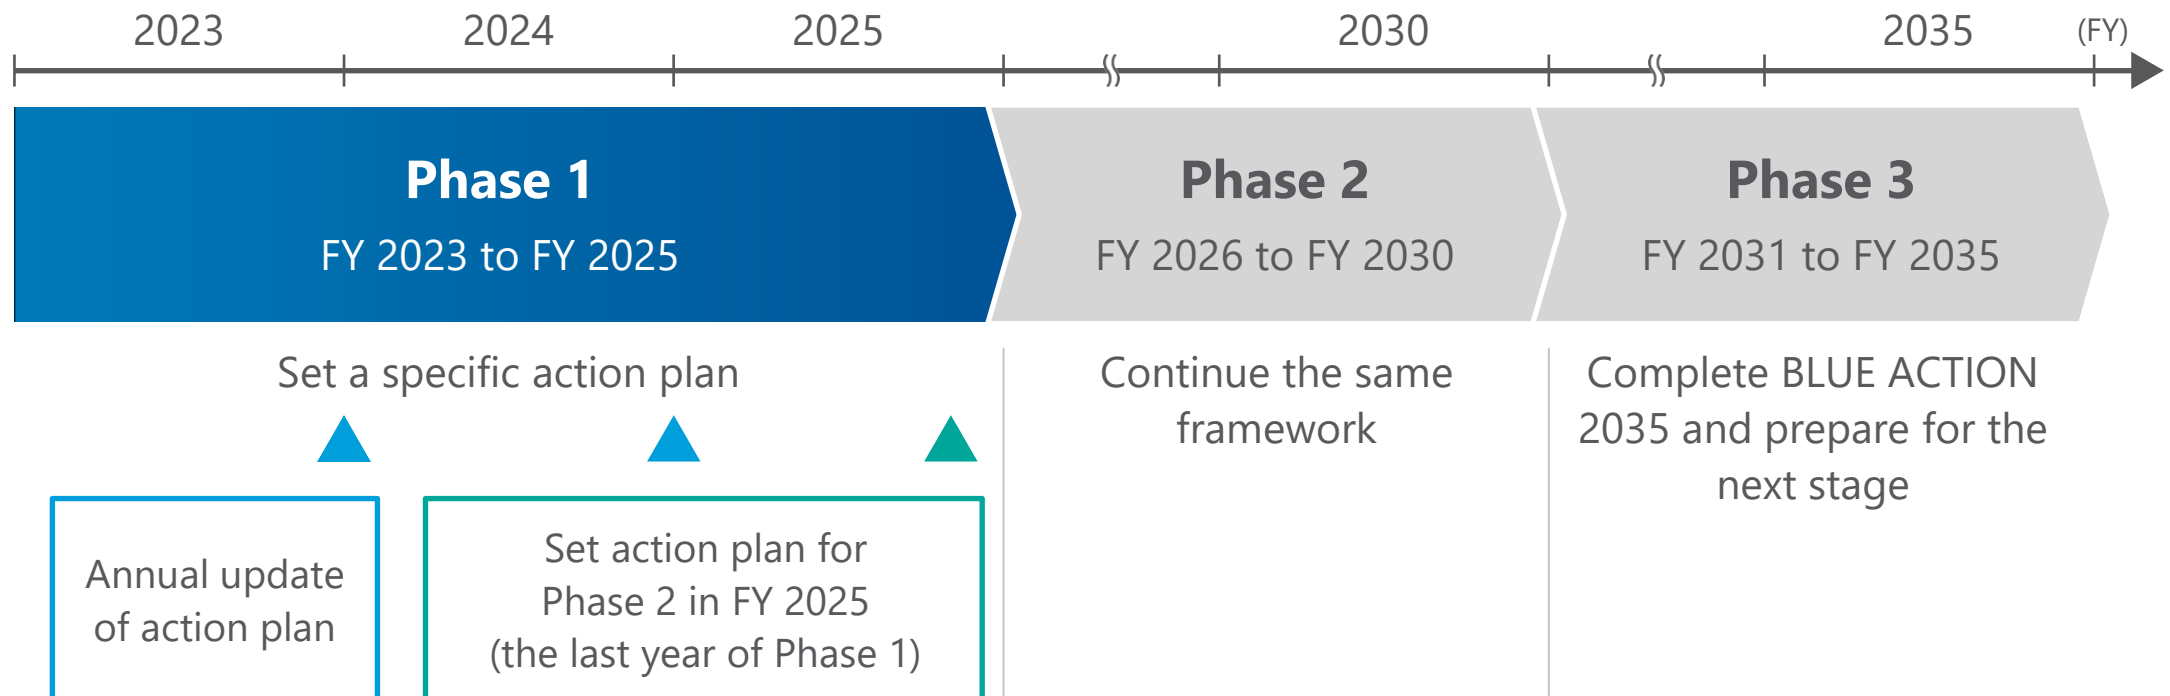 2023 2024 2025 2030 2035 (FY)
Phase 1
FY 2023 to FY 2025
Phase 2
FY 2026 to FY 2030
Phase 3
FY 2031 to FY 2035
Set a specific action plan
Continue the same
framework
Complete BLUE ACTION
2035 and prepare for the
next stage
Annual update
of action plan
Set action plan for
Phase 2 in FY 2025
(the last year of Phase 1)